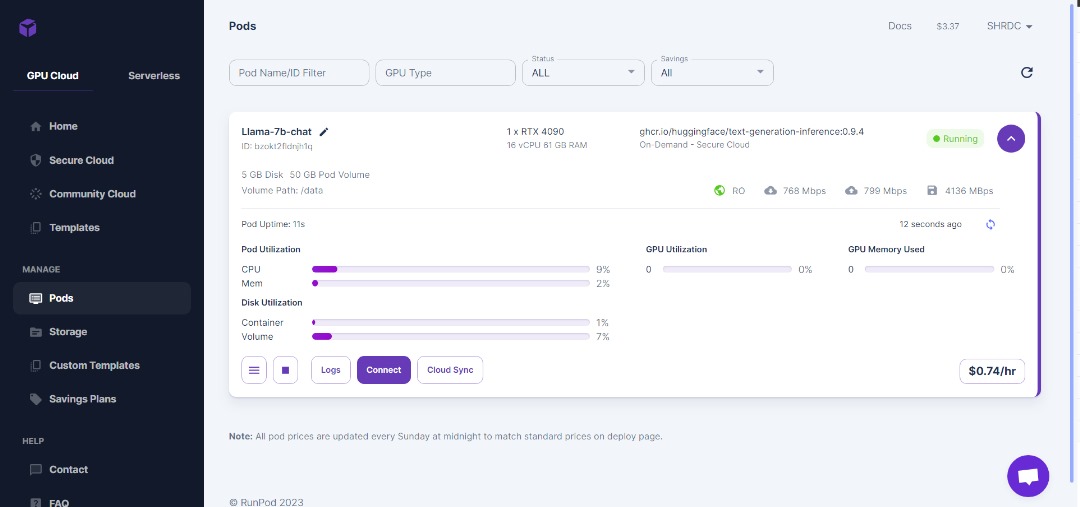 Pods
Docs
$3.37
SHRDC
GPU Cloud
Serverless
Pod Name/ID Filter
GPU Type
Status
ALL
Savings
All
Home
Secure Cloud
Community Cloud
Templates
MANAGE
Pods
Storage
Custom Templates
Savings Plans
HELP
Contact
FAQ
Llama-7b-chat
ID: bzokt2fldnjh1q
1 x RTX 4090
16 vCPU 61 GB RAM
ghcr.io/huggingface/text-generation-inference:0.9.4
On-Demand - Secure Cloud
Running
5 GB Disk 50 GB Pod Volume
Volume Path: /data
RO
768 Mbps
799 Mbps
4136 MBps
Pod Uptime: 11s
12 seconds ago
Pod Utilization
CPU 9%
Mem 2%
Disk Utilization
Container 1%
Volume 7%
GPU Utilization
0 0%
GPU Memory Used
0 0%
Logs
Connect
Cloud Sync
$0.74/hr
Note: All pod prices are updated every Sunday at midnight to match standard prices on deploy page.
© RunPod 2023